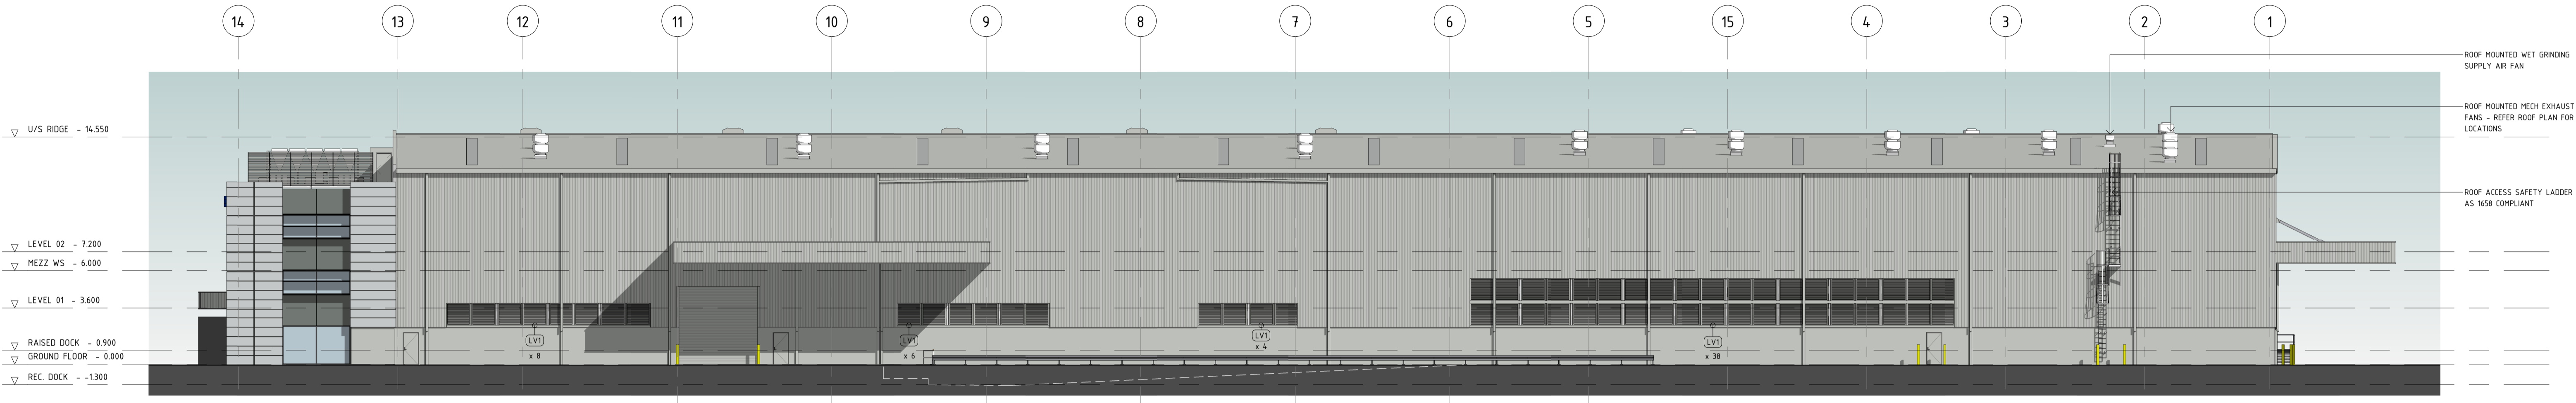 14 13 12 11 10 9 8 7 6 5 15 4 3 2 1
ROOF MOUNTED WET GRINDING
SUPPLY AIR FAN
ROOF MOUNTED MECH EXHAUST
FANS - REFER ROOF PLAN FOR
LOCATIONS
U/S RIDGE - 14.550
ROOF ACCESS SAFETY LADDER
AS 1658 COMPLIANT
LEVEL 02 - 7.200
MEZZ WS - 6.000
LEVEL 01 - 3.600
LV1 LV1 LV1 LV1
x 8 x 6 x 4 x 38
RAISED DOCK - 0.900
GROUND FLOOR - 0.000
REC. DOCK - -1.300